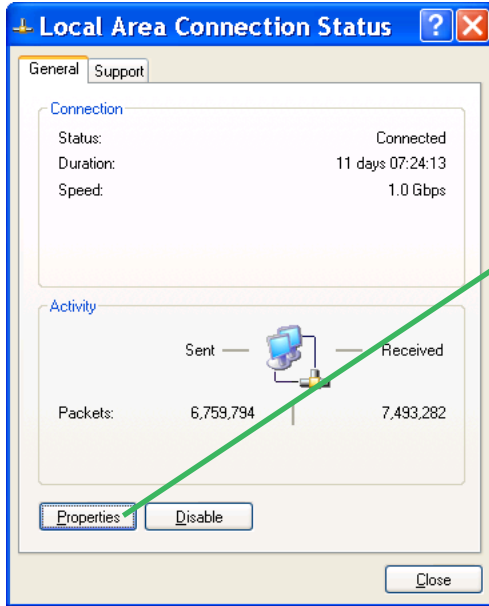 Local Area Connection Status
General Support
Connection
Status: Connected
Duration: 11 days 07:24:13
Speed: 1.0 Gbps
Activity
Sent Received
Packets: 6,759,794 7,493,282
Properties Disable
Close